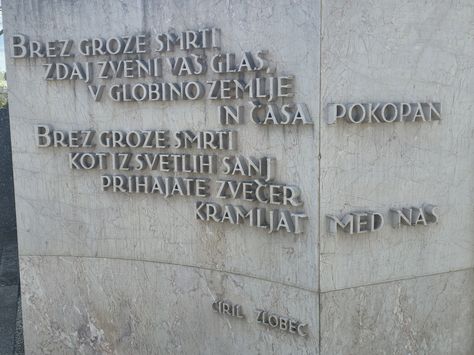 BREZ GROZE SMRTI
ZDAJ ZVENI VAŠ GLAS,
V GLOBINO ZEMLJE
IN ČASA POKOPAN
BREZ GROZE SMRTI
KOT IZ SVETLIH SANJ
PRIHAJATE ZVEČER
KRAMLJAT MED NAS
CIRIL ZLOBEC